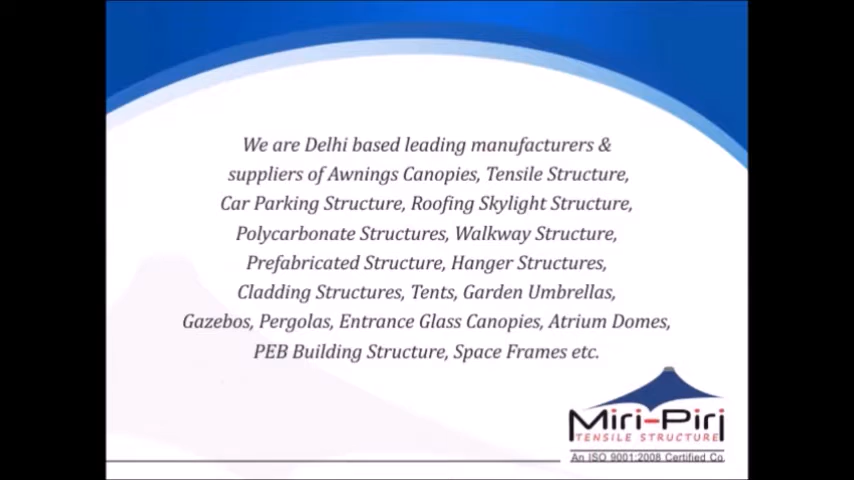 We are Delhi based leading manufacturers &
suppliers of Awnings Canopies, Tensile Structure,
Car Parking Structure, Roofing Skylight Structure,
Polycarbonate Structures, Walkway Structure,
Prefabricated Structure, Hanger Structures,
Cladding Structures, Tents, Garden Umbrellas,
Gazebos, Pergolas, Entrance Glass Canopies, Atrium Domes,
PEB Building Structure, Space Frames etc.
Miri-Piri
TENSILE STRUCTURE
An ISO 9001:2008 Certified Co.